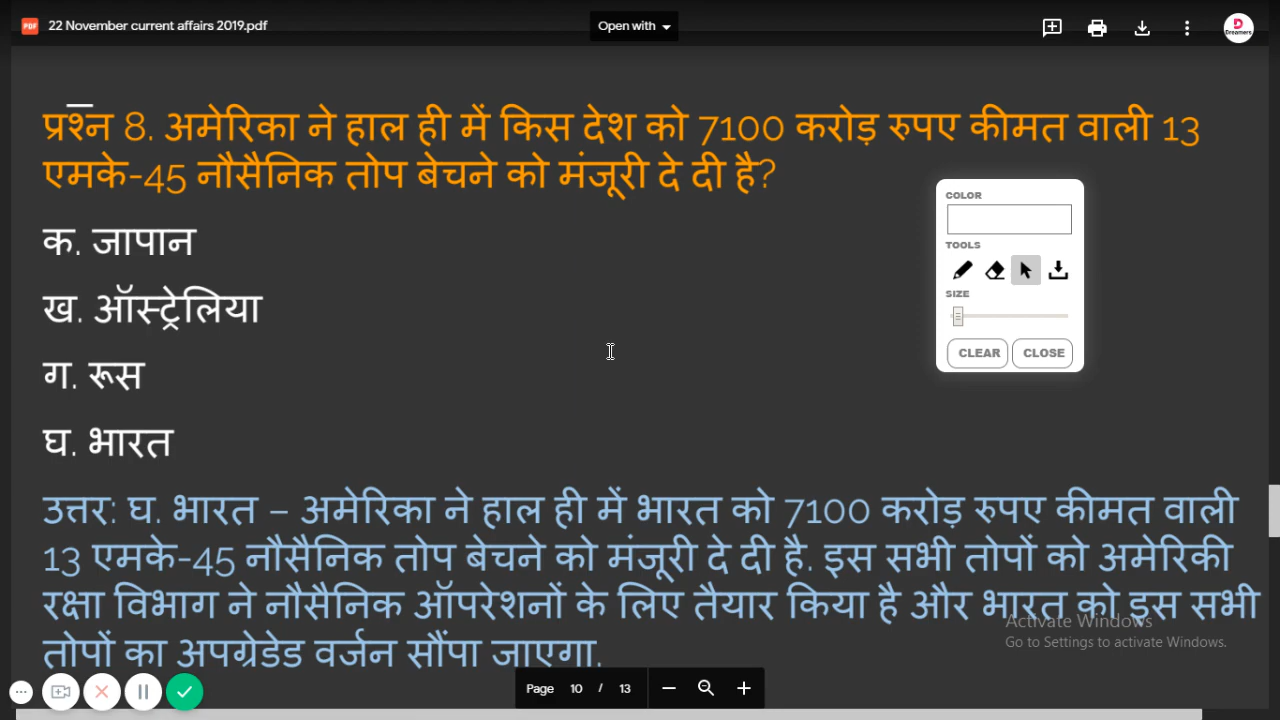 PDF 22 November current affairs 2019.pdf Open with
Dreamers
प्रश्न 8. अमेरिका ने हाल ही में किस देश को 7100 करोड़ रुपए कीमत वाली 13
एमके-45 नौसैनिक तोप बेचने को मंजूरी दे दी है?
क. जापान
ख. ऑस्ट्रेलिया
ग. रूस
घ. भारत
उत्तर: घ. भारत – अमेरिका ने हाल ही में भारत को 7100 करोड़ रुपए कीमत वाली
13 एमके-45 नौसैनिक तोप बेचने को मंजूरी दे दी है. इस सभी तोपों को अमेरिकी
रक्षा विभाग ने नौसैनिक ऑपरेशनों के लिए तैयार किया है और भारत को इस सभी
तोपों का अपग्रेडेड वर्जन सौंपा जाएगा.
COLOR
TOOLS
SIZE
CLEAR CLOSE
Activate Windows
Go to Settings to activate Windows.
Page 10 / 13